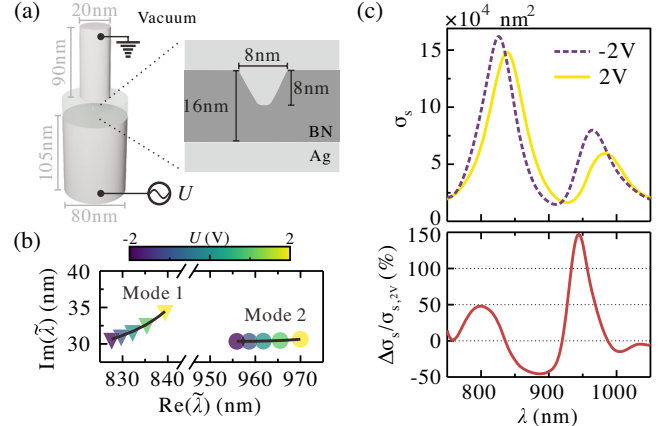 (a)
20nm
Vacuum
90nm
105nm
80nm
U
8nm
8nm
16nm
BN
Ag
(b)
U (V)
-2
2
Im(λ̃) (nm)
45
40
35
30
Mode 1
Mode 2
830
840
950
960
970
Re(λ̃) (nm)
(c)
×10⁴ nm²
σₛ
15
10
5
0
-2V
2V
Δσₛ/σₛ,₂ᵥ (%)
150
100
50
0
-50
800
900
1000
λ (nm)